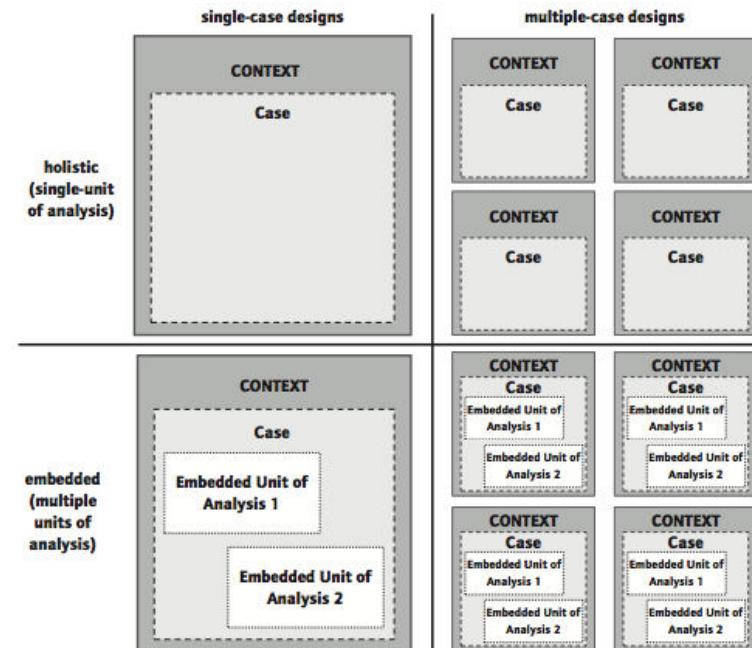 single-case designs
multiple-case designs
holistic
(single-unit
of analysis)
CONTEXT
Case
CONTEXT
Case
CONTEXT
Case
CONTEXT
Case
CONTEXT
Case
embedded
(multiple
units of
analysis)
CONTEXT
Case
Embedded Unit of
Analysis 1
Embedded Unit of
Analysis 2
CONTEXT
Case
Embedded Unit of
Analysis 1
Embedded Unit of
Analysis 2
CONTEXT
Case
Embedded Unit of
Analysis 1
Embedded Unit of
Analysis 2
CONTEXT
Case
Embedded Unit of
Analysis 1
Embedded Unit of
Analysis 2
CONTEXT
Case
Embedded Unit of
Analysis 1
Embedded Unit of
Analysis 2